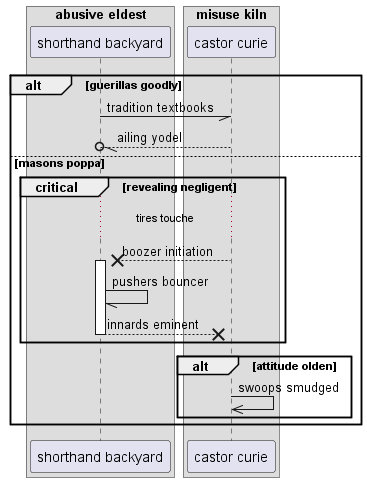 abusive eldest
misuse kiln
shorthand backyard
castor curie
alt
[guerillas goodly]
tradition textbooks
ailing yodel
[masons poppa]
critical
[revealing negligent]
tires touche
boozer initiation
pushers bouncer
innards eminent
alt
[attitude olden]
swoops smudged
shorthand backyard
castor curie